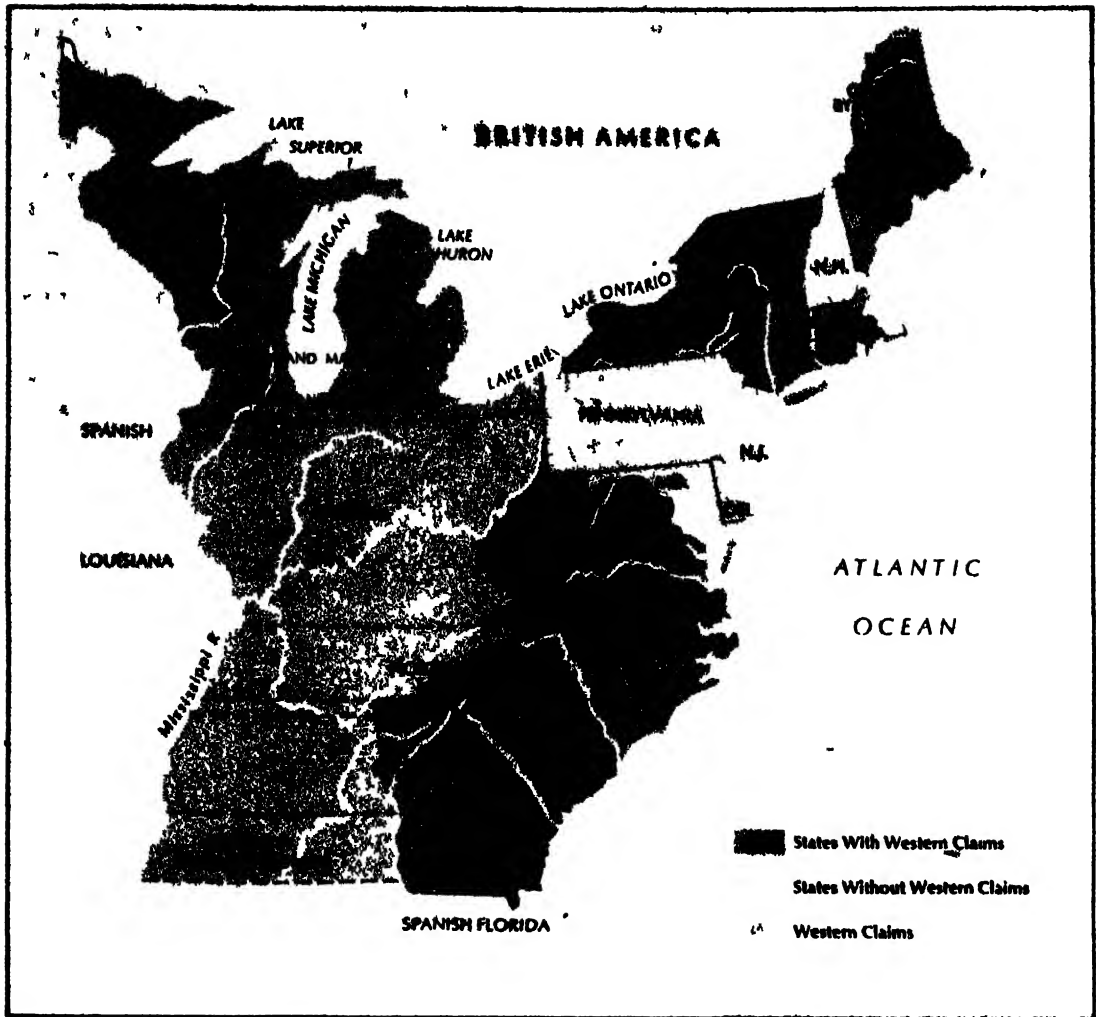 BRITISH AMERICA
LAKE
SUPERIOR
LAKE MICHIGAN
LAKE
HURON
LAKE ONTARIO
N.H.
LAKE ERIE
PENNSYLVANIA
N.J.
DEL.
SPANISH
LOUISIANA
Mississippi R.
ATLANTIC
OCEAN
SPANISH FLORIDA
States With Western Claims
States Without Western Claims
Western Claims